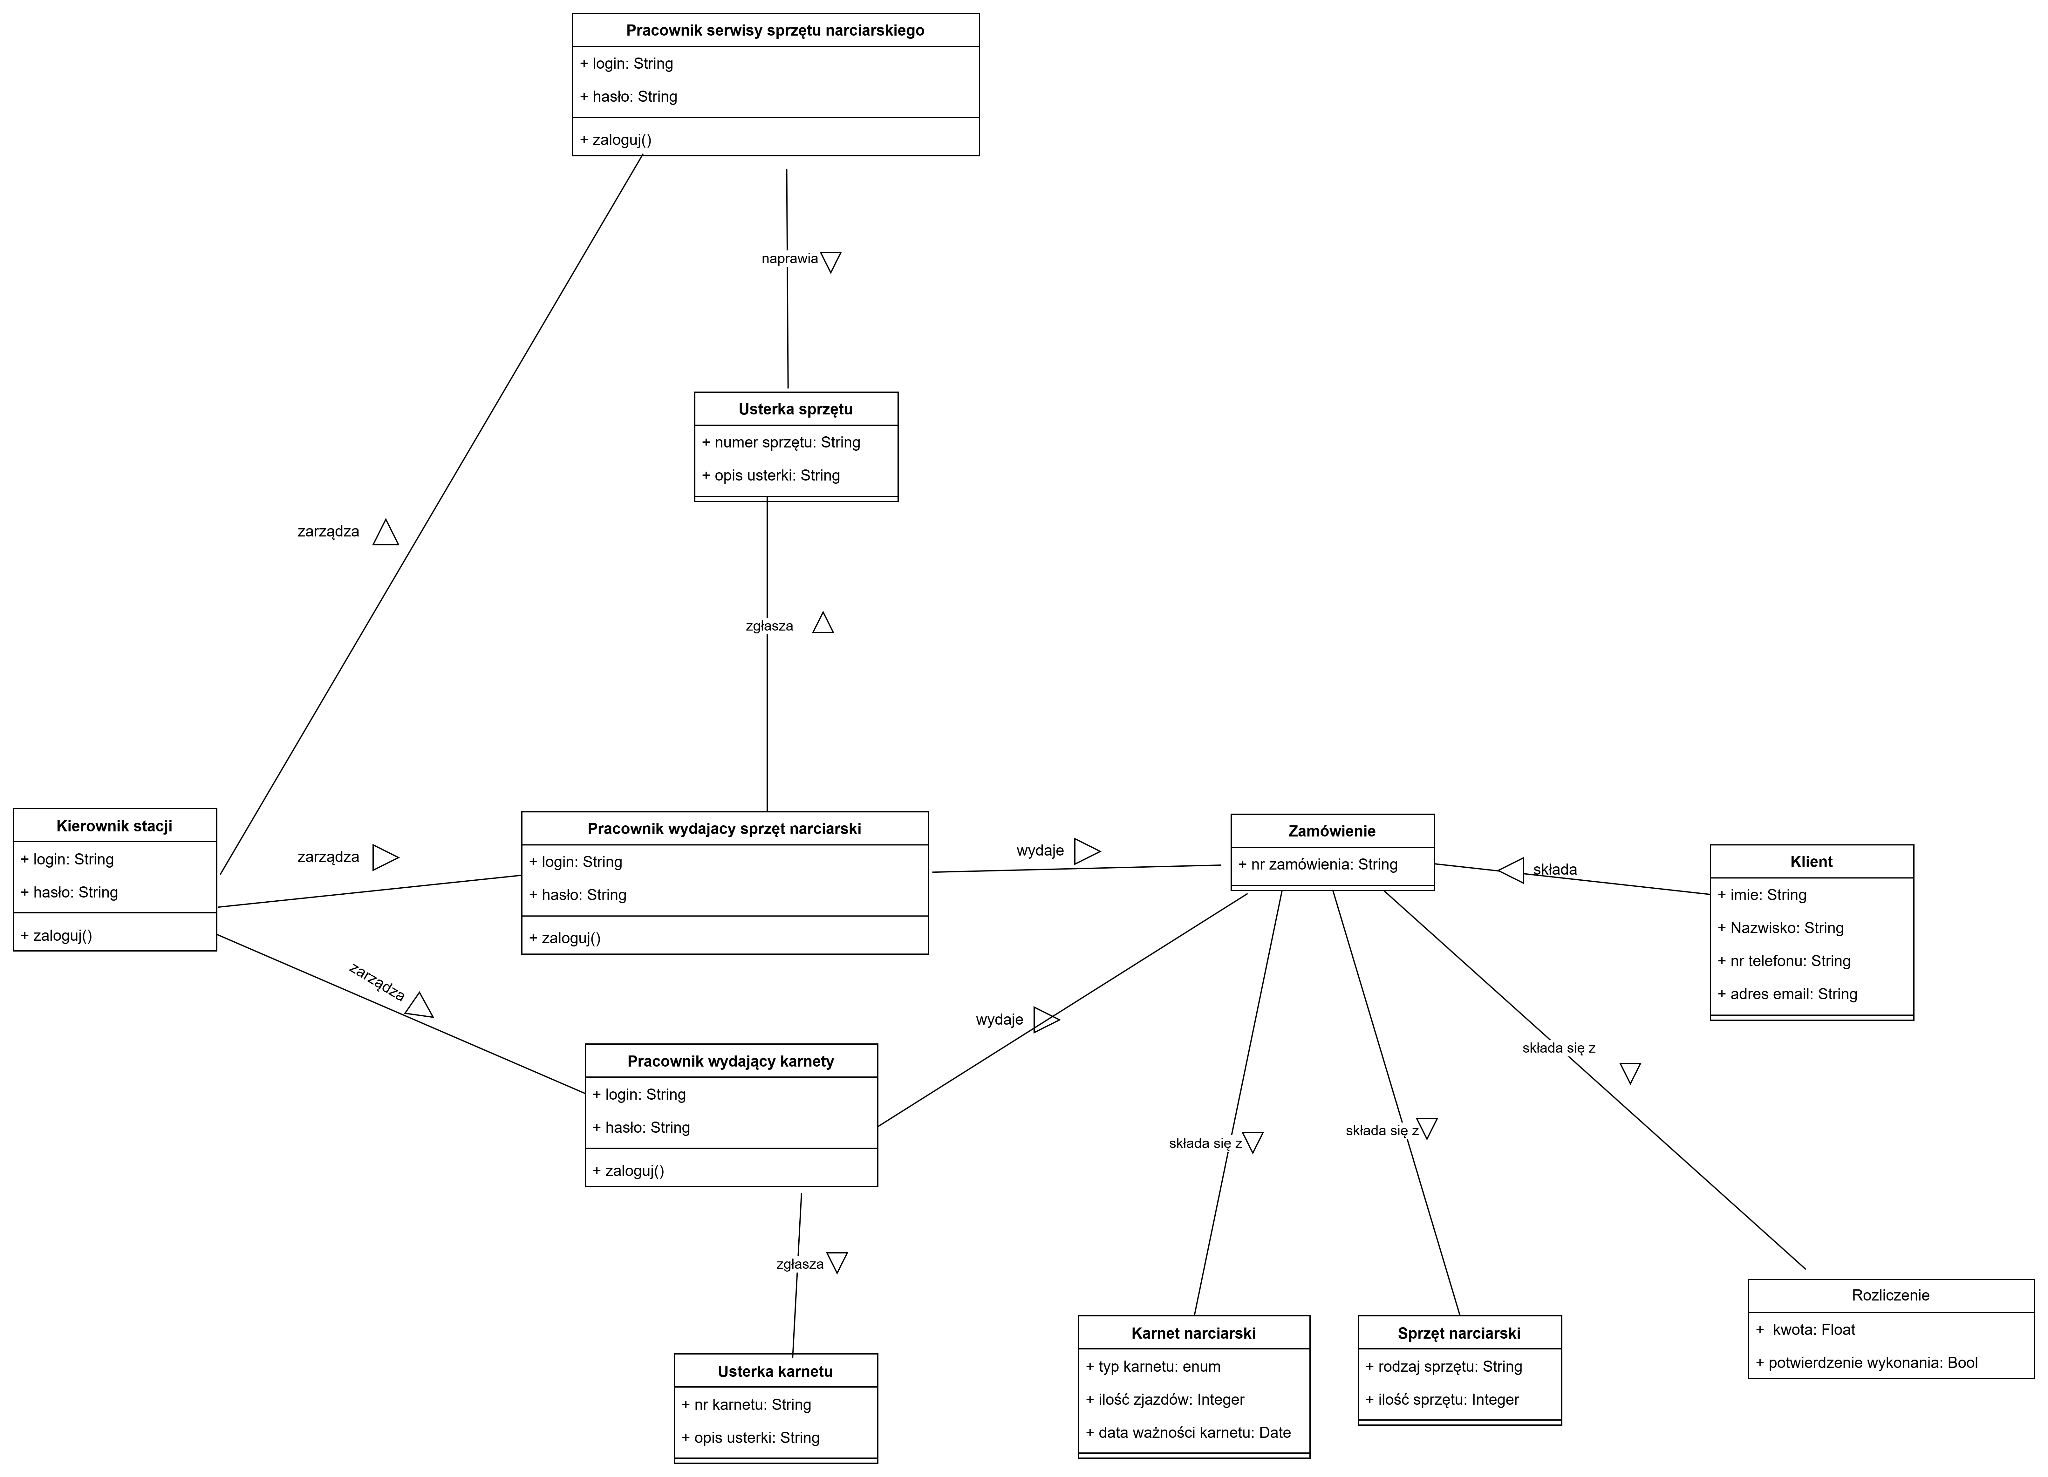 Pracownik serwisy sprzętu narciarskiego
+ login: String
+ hasło: String
+ zaloguj()
naprawia
Usterka sprzętu
+ numer sprzętu: String
+ opis usterki: String
zarządza
zgłasza
Kierownik stacji
+ login: String
+ hasło: String
+ zaloguj()
zarządza
Pracownik wydajacy sprzęt narciarski
+ login: String
+ hasło: String
+ zaloguj()
wydaje
Zamówienie
+ nr zamówienia: String
składa
Klient
+ imie: String
+ Nazwisko: String
+ nr telefonu: String
+ adres email: String
zarządza
wydaje
Pracownik wydający karnety
+ login: String
+ hasło: String
+ zaloguj()
składa się z
składa się z
składa się z
zgłasza
Usterka karnetu
+ nr karnetu: String
+ opis usterki: String
Karnet narciarski
+ typ karnetu: enum
+ ilość zjazdów: Integer
+ data ważności karnetu: Date
Sprzęt narciarski
+ rodzaj sprzętu: String
+ ilość sprzętu: Integer
Rozliczenie
+ kwota: Float
+ potwierdzenie wykonania: Bool